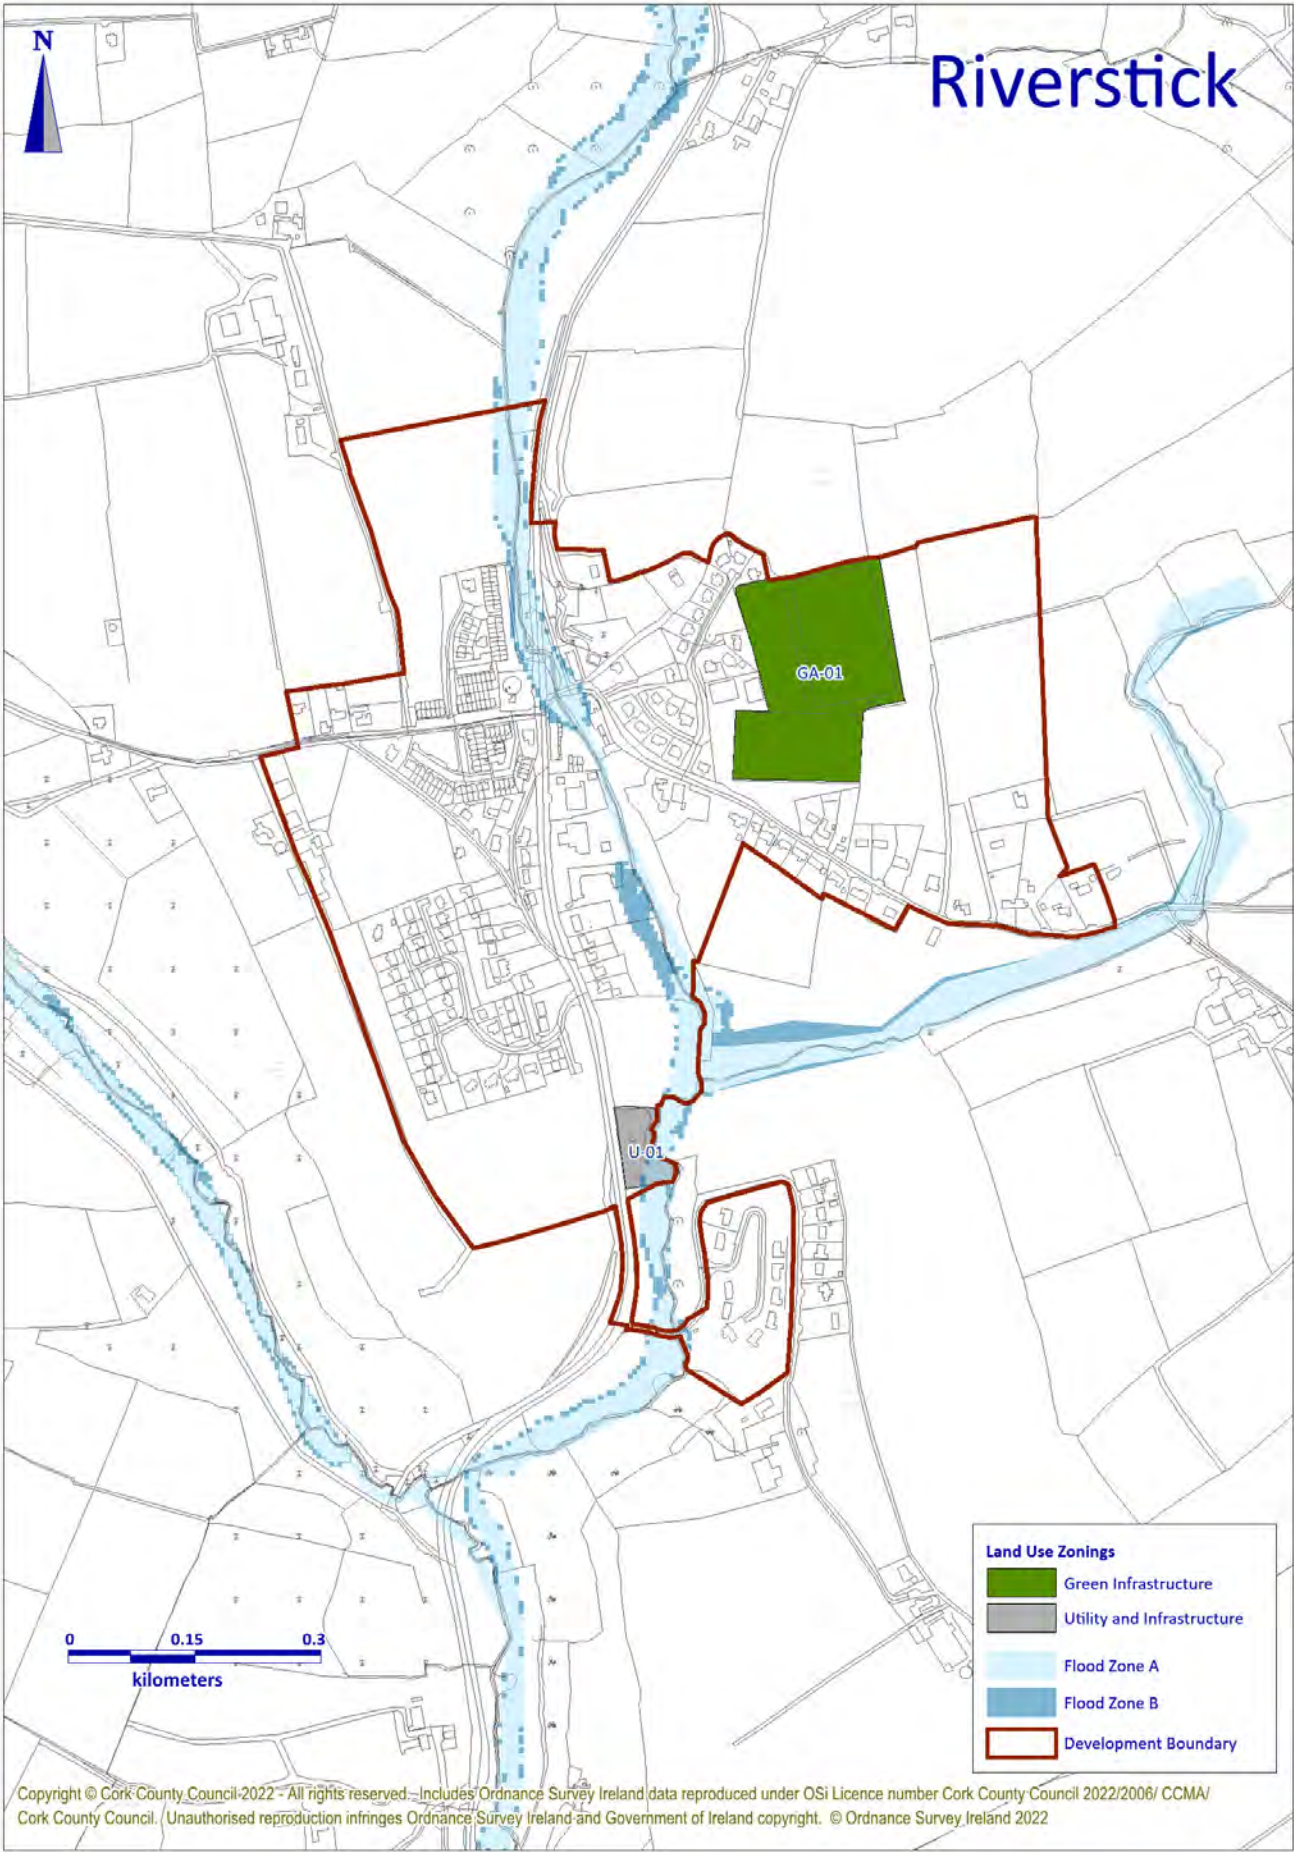 N
Riverstick
GA-01
U-01
0 0.15 0.3
kilometers
Land Use Zonings
Green Infrastructure
Utility and Infrastructure
Flood Zone A
Flood Zone B
Development Boundary
Copyright © Cork County Council 2022 - All rights reserved. Includes Ordnance Survey Ireland data reproduced under OSi Licence number Cork County Council 2022/2006/ CCMA/
Cork County Council. Unauthorised reproduction infringes Ordnance Survey Ireland and Government of Ireland copyright. © Ordnance Survey Ireland 2022